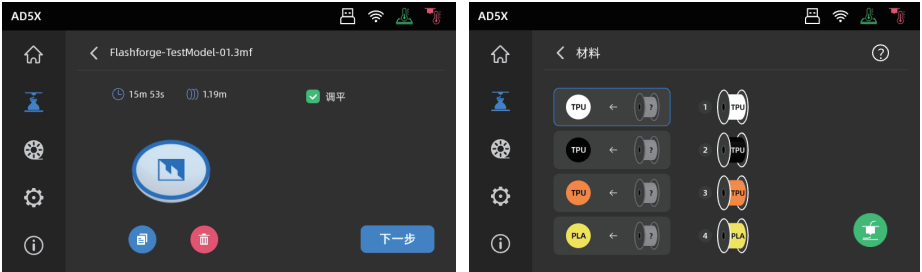 AD5X
Flashforge-TestModel-01.3mf
15m 53s
1.19m
调平
下一步
AD5X
材料
?
TPU ← ?
1 TPU
TPU ← ?
2 TPU
TPU ← ?
3 TPU
PLA ← ?
4 PLA